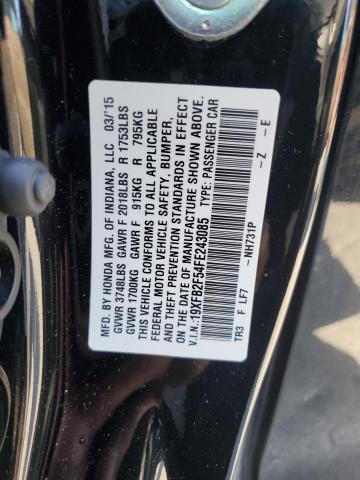 MFD. BY HONDA MFG. OF INDIANA, LLC 03/'15
GVWR 3748LBS GAWR F 2018LBS R 1753LBS
GVWR 1700KG GAWR F 915KG R 795KG
THIS VEHICLE CONFORMS TO ALL APPLICABLE
FEDERAL MOTOR VEHICLE SAFETY, BUMPER,
AND THEFT PREVENTION STANDARDS IN EFFECT
ON THE DATE OF MANUFACTURE SHOWN ABOVE.
V.I.N.:19XFB2F54FE243085 TYPE: PASSENGER CAR
-NH731P -Z -E
TR3 F LF7